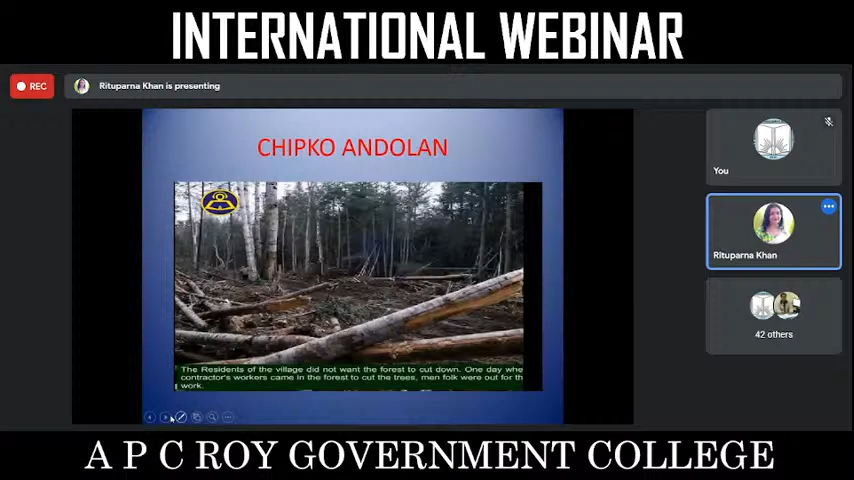 INTERNATIONAL WEBINAR
REC
Rituparna Khan is presenting
CHIPKO ANDOLAN
The Residents of the village did not want the forest to cut down. One day whe
contractor's workers came in the forest to cut the trees, men folk were out for th
work.
You
Rituparna Khan
42 others
A P C ROY GOVERNMENT COLLEGE